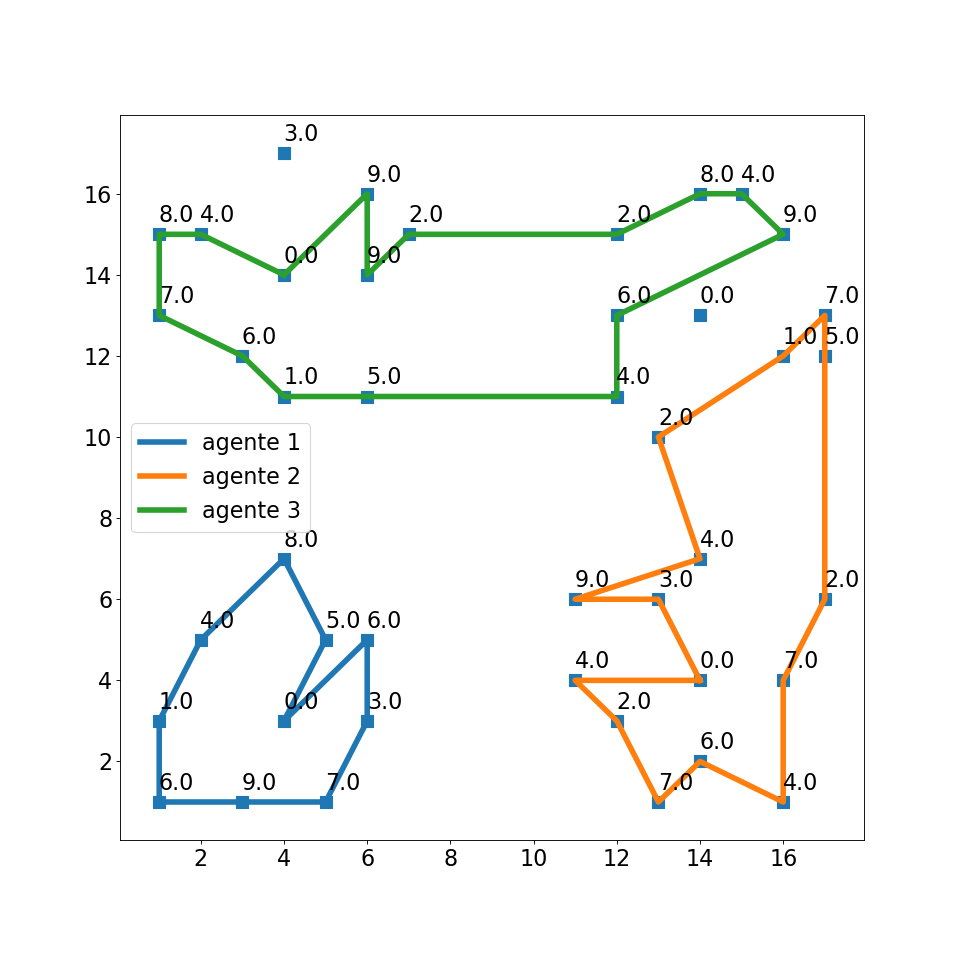 3.0
9.0 8.0 4.0
16
8.0 4.0 2.0 2.0 9.0
0.0 9.0
14
7.0 6.0 0.0 7.0
6.0 1.0 5.0
12
1.0 5.0 4.0
2.0
10
agente 1
agente 2
agente 3
8
8.0 4.0
9.0 3.0 2.0
6
4.0 5.0 6.0
4.0 0.0 7.0
4
1.0 0.0 3.0 2.0
6.0
2
6.0 9.0 7.0 7.0 4.0
2 4 6 8 10 12 14 16